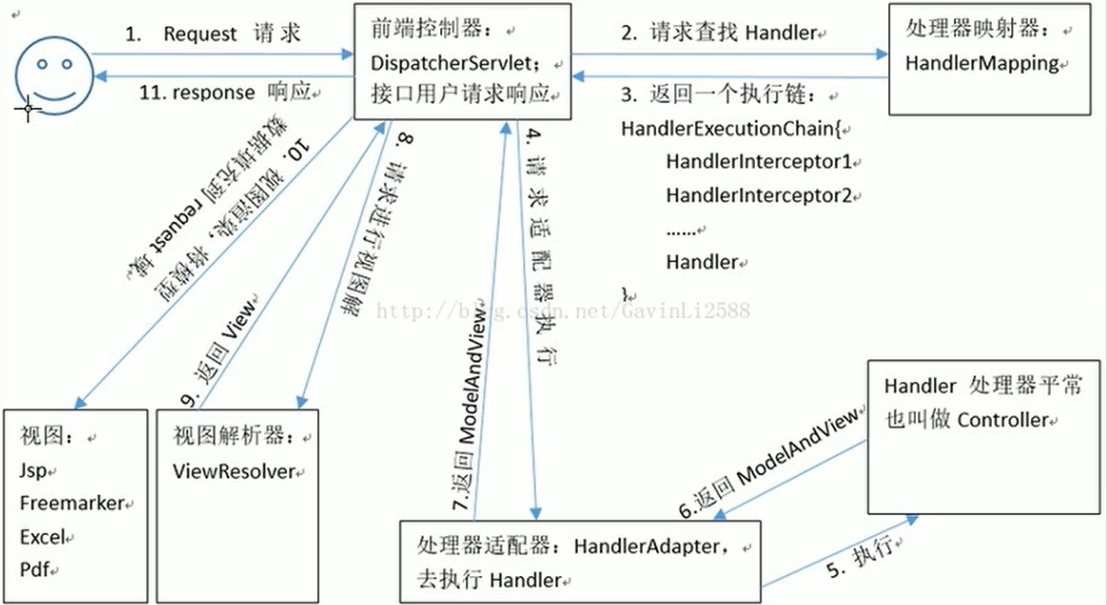 1. Request 请求
11. response 响应
前端控制器：
DispatcherServlet；
接口用户请求响应
2. 请求查找 Handler
3. 返回一个执行链：
HandlerExecutionChain{
HandlerInterceptor1
HandlerInterceptor2
……
Handler
}
处理器映射器：
HandlerMapping
10. 视图渲染，将模型
数据填充到 request 域
9. 返回 View
8. 请求进行视图解
7.返回 ModelAndView
4. 请求适配器执行
http://blog.csdn.net/GavinLi2588
视图：
Jsp
Freemarker
Excel
Pdf
视图解析器：
ViewResolver
处理器适配器：HandlerAdapter，
去执行 Handler
6.返回 ModelAndView
5. 执行
Handler 处理器平常
也叫做 Controller